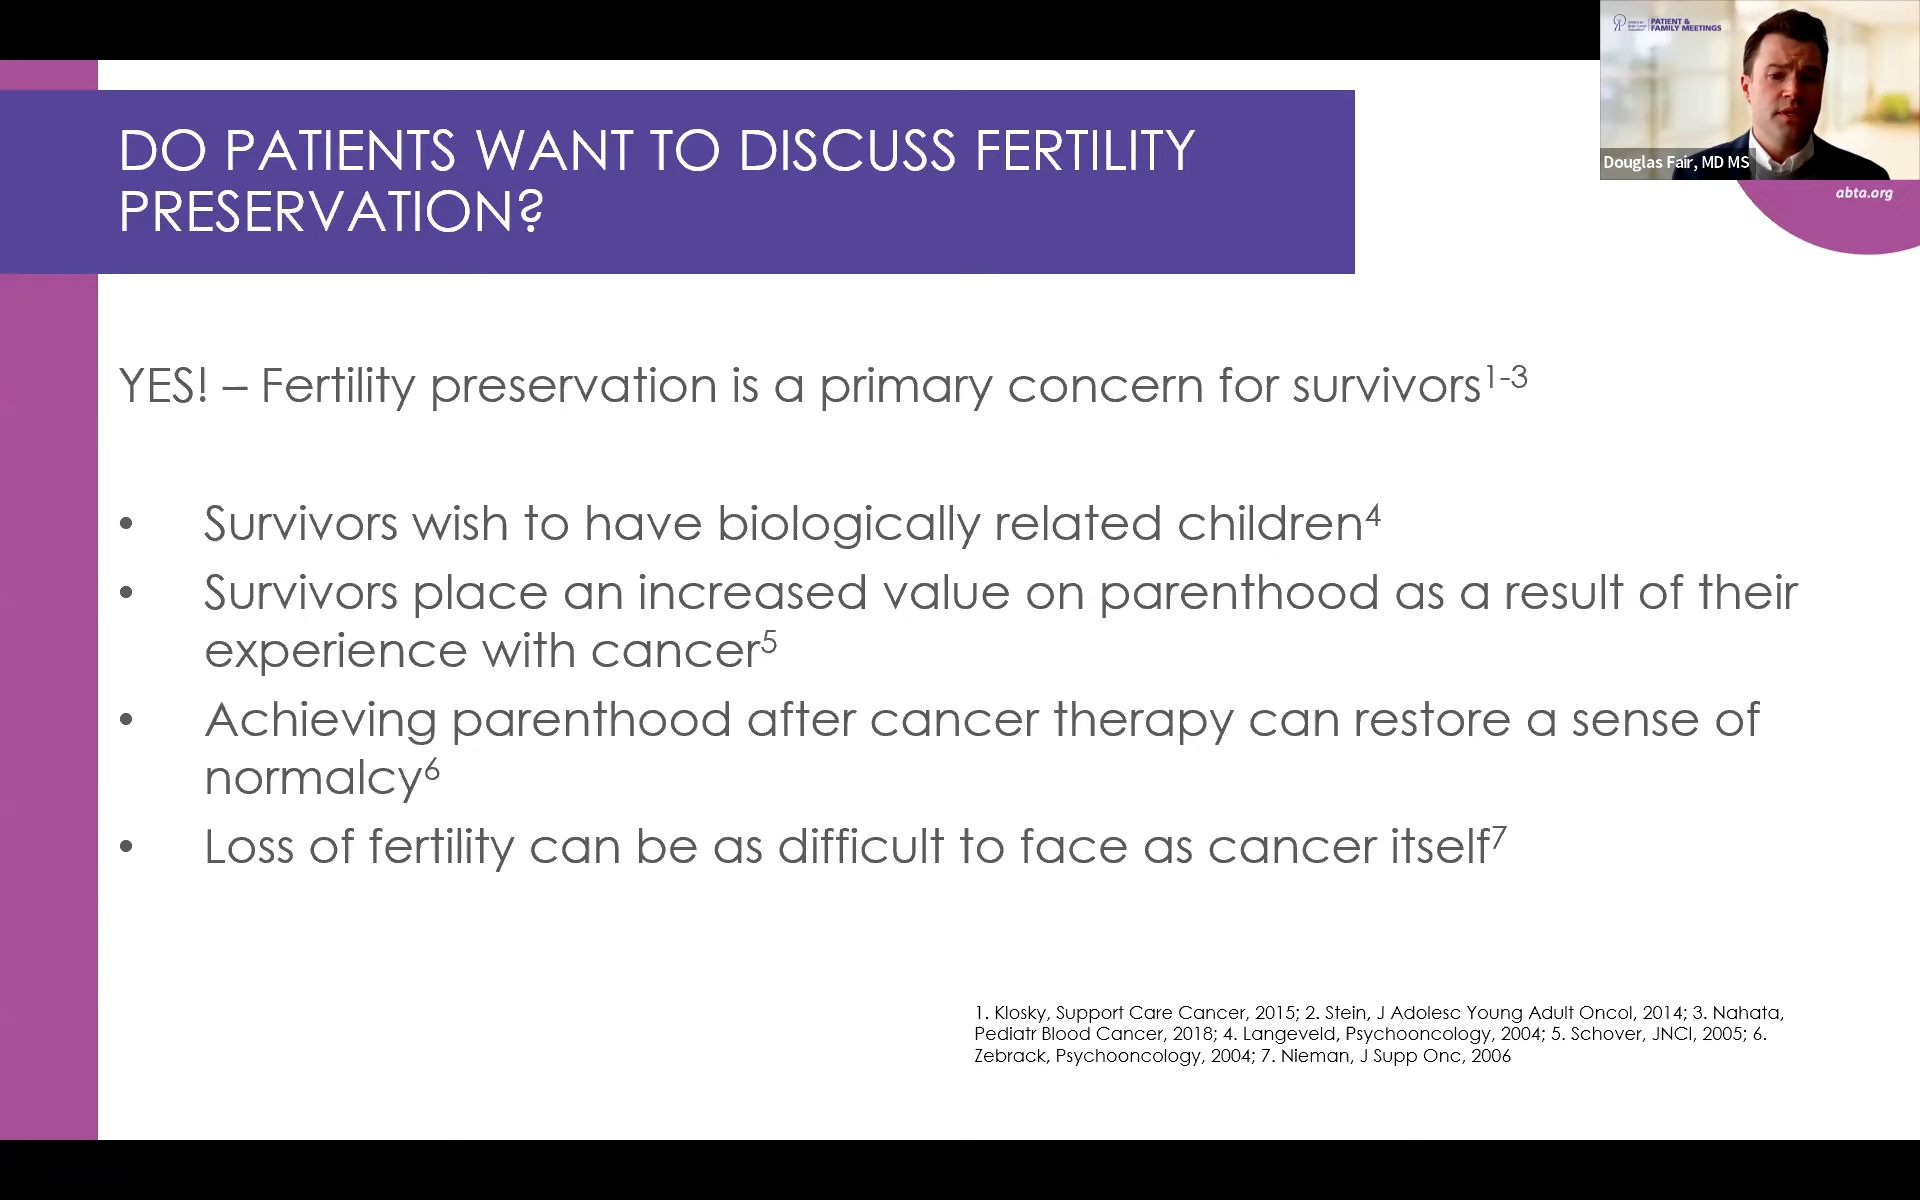 American
Brain Tumor
Association
PATIENT &
FAMILY MEETINGS
Douglas Fair, MD MS
abta.org
DO PATIENTS WANT TO DISCUSS FERTILITY
PRESERVATION?
YES! – Fertility preservation is a primary concern for survivors1-3
• Survivors wish to have biologically related children4
• Survivors place an increased value on parenthood as a result of their
experience with cancer5
• Achieving parenthood after cancer therapy can restore a sense of
normalcy6
• Loss of fertility can be as difficult to face as cancer itself7
1. Klosky, Support Care Cancer, 2015; 2. Stein, J Adolesc Young Adult Oncol, 2014; 3. Nahata,
Pediatr Blood Cancer, 2018; 4. Langeveld, Psychooncology, 2004; 5. Schover, JNCI, 2005; 6.
Zebrack, Psychooncology, 2004; 7. Nieman, J Supp Onc, 2006